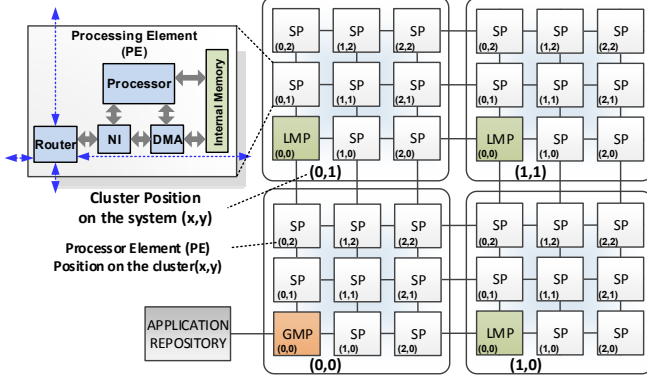 Processing Element
(PE)
Processor
Internal Memory
Router
NI
DMA
Cluster Position
on the system (x,y)
Processor Element (PE)
Position on the cluster(x,y)
APPLICATION
REPOSITORY
SP SP SP
(0,2) (1,2) (2,2)
SP SP SP
(0,1) (1,1) (2,1)
LMP SP SP
(0,0) (1,0) (2,0)
(0,1)
SP SP SP
(0,2) (1,2) (2,2)
SP SP SP
(0,1) (1,1) (2,1)
LMP SP SP
(0,0) (1,0) (2,0)
(1,1)
SP SP SP
(0,2) (1,2) (2,2)
SP SP SP
(0,1) (1,1) (2,1)
GMP SP SP
(0,0) (1,0) (2,0)
(0,0)
SP SP SP
(0,2) (1,2) (2,2)
SP SP SP
(0,1) (1,1) (2,1)
LMP SP SP
(0,0) (1,0) (2,0)
(1,0)